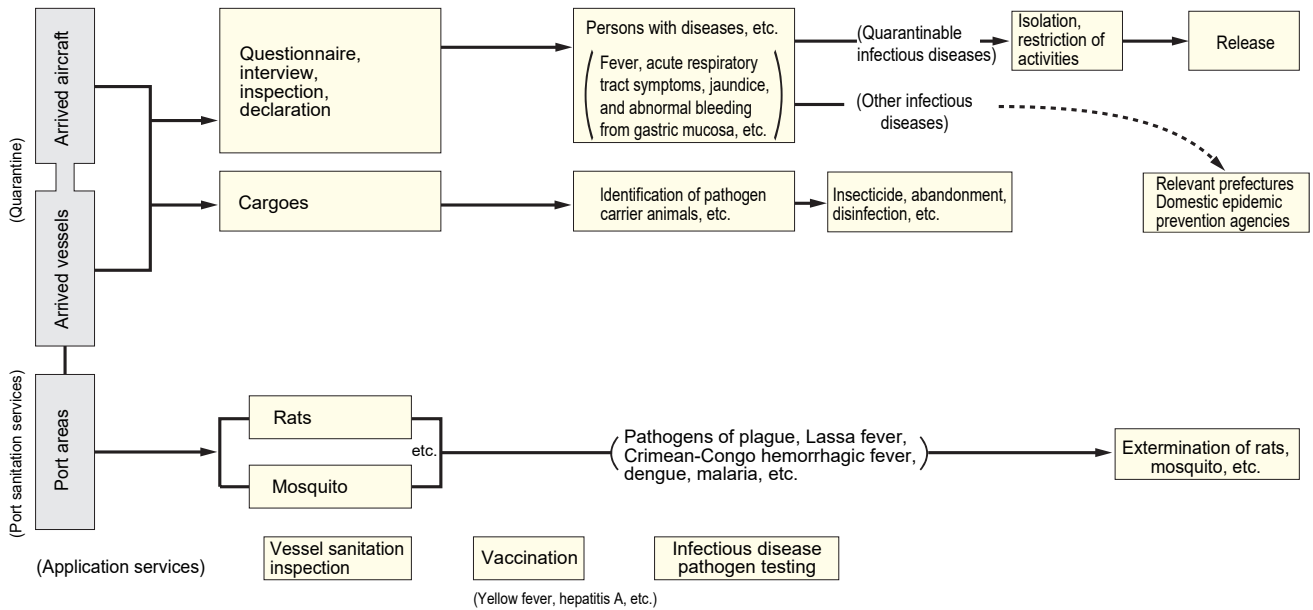 (Quarantine)
Arrived aircraft
Arrived vessels
Questionnaire,
interview,
inspection,
declaration
Persons with diseases, etc.
Fever, acute respiratory
tract symptoms, jaundice,
and abnormal bleeding
from gastric mucosa, etc.
(Quarantinable
infectious diseases)
Isolation,
restriction of
activities
Release
(Other infectious
diseases)
Relevant prefectures
Domestic epidemic
prevention agencies
Cargoes
Identification of pathogen
carrier animals, etc.
Insecticide, abandonment,
disinfection, etc.
(Port sanitation services)
Port areas
Rats
etc.
Mosquito
Pathogens of plague, Lassa fever,
Crimean-Congo hemorrhagic fever,
dengue, malaria, etc.
Extermination of rats,
mosquito, etc.
(Application services)
Vessel sanitation
inspection
Vaccination
(Yellow fever, hepatitis A, etc.)
Infectious disease
pathogen testing